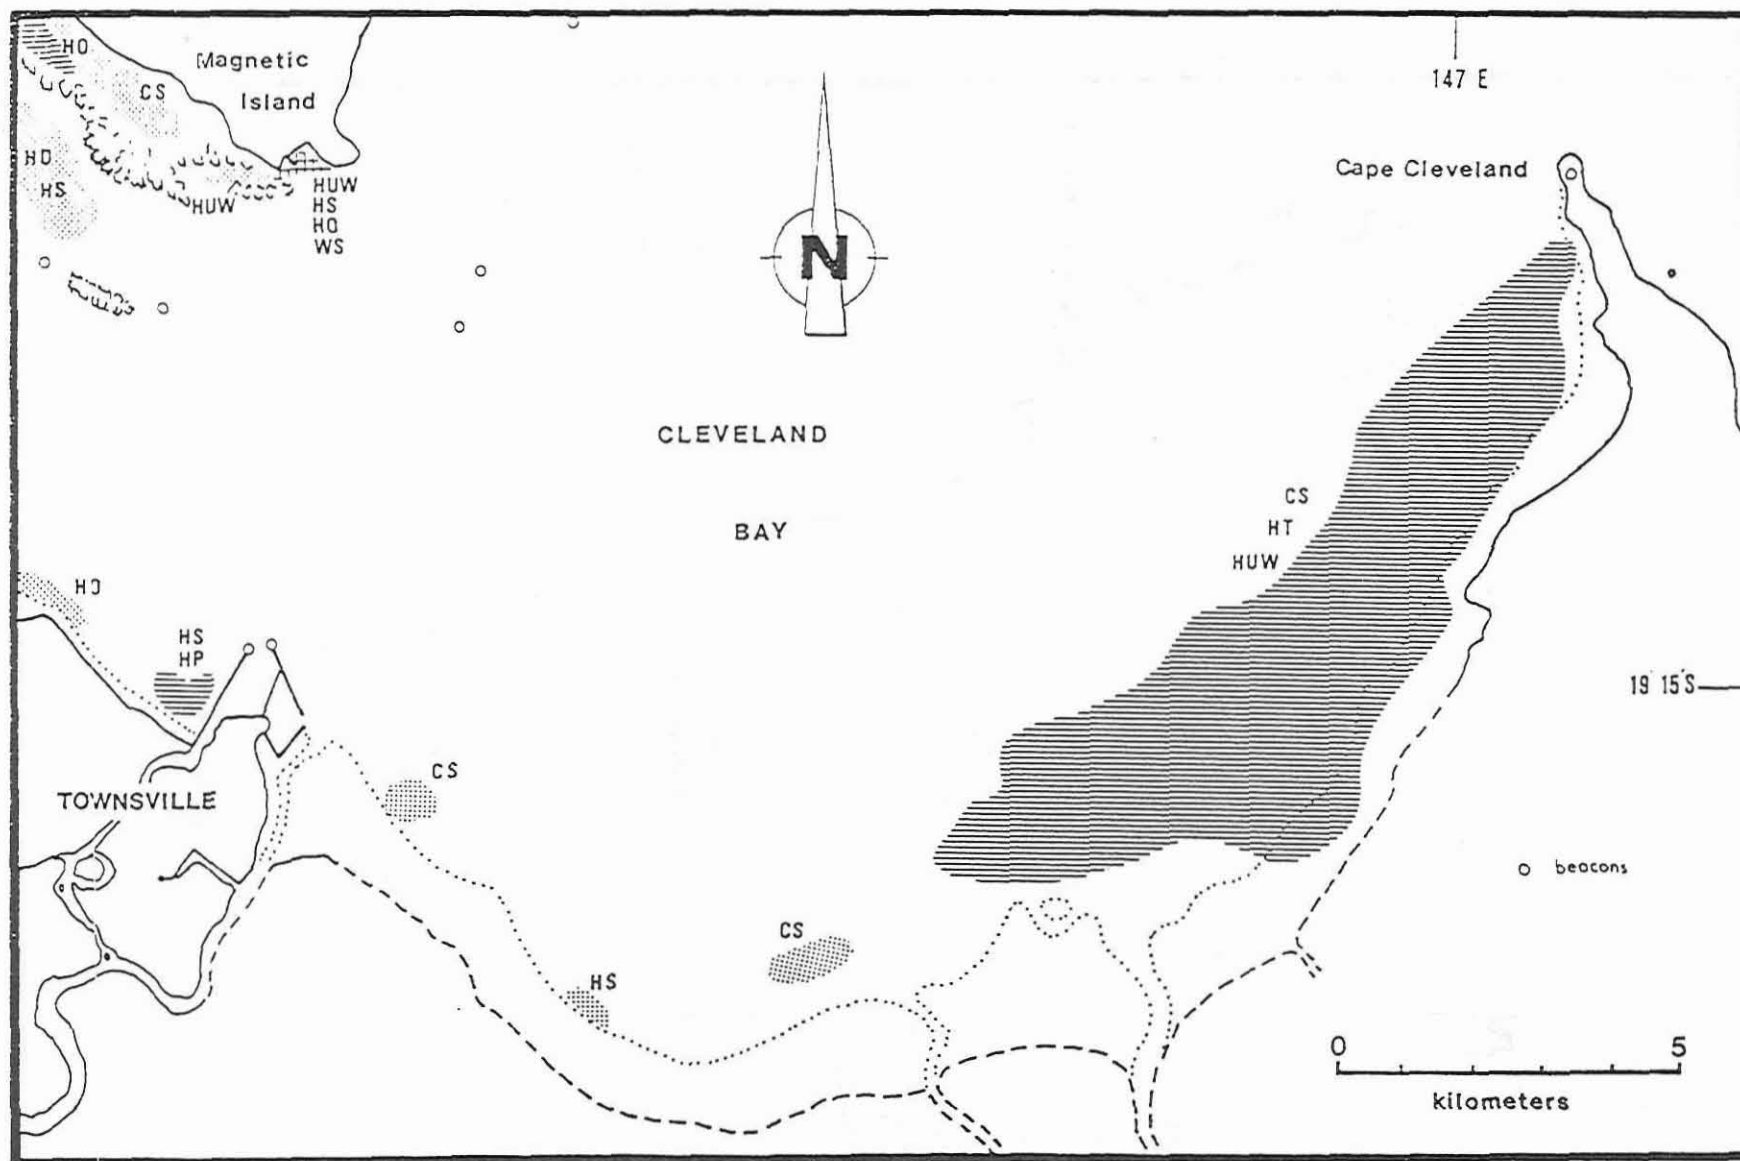 HO
Magnetic
Island
CS
147 E
HO
HS
HUW
HUW
HS
HO
WS
Cape Cleveland
N
CLEVELAND
BAY
CS
HT
HUW
HO
HS
HP
19 15'S
CS
TOWNSVILLE
beacons
CS
HS
0 5
kilometers